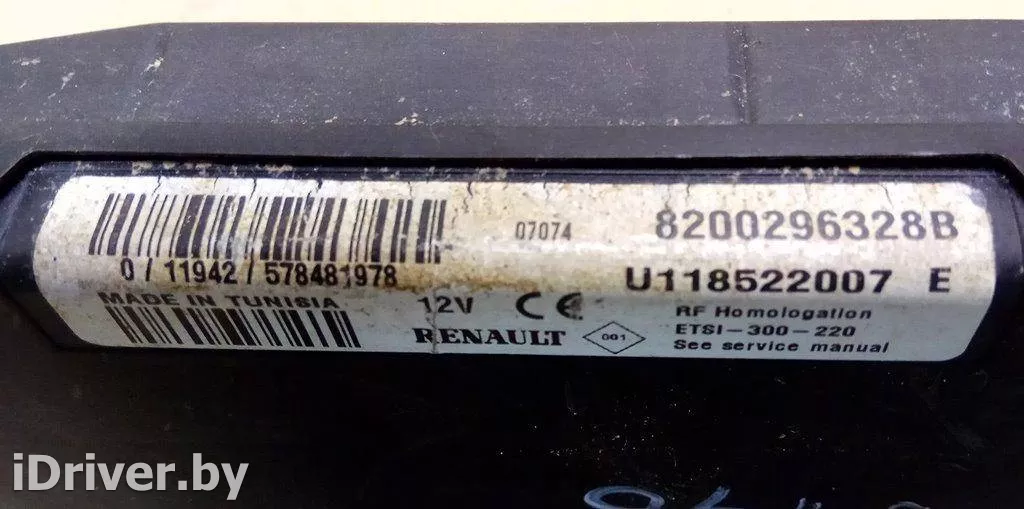 07074
8200296328B
0/11942/578481978
U118522007 E
MADE IN TUNISIA
12V CE
RF Homologation
RENAULT
001
ETSI-300-220
See service manual
iDriver.by